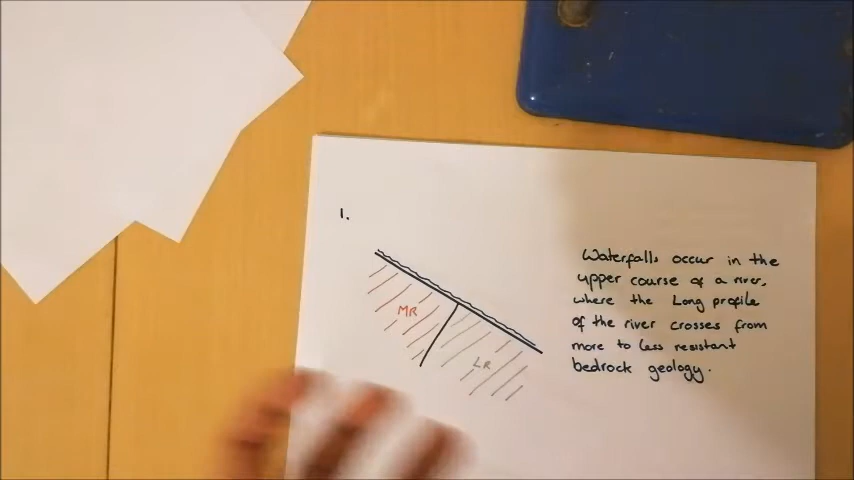 1.
MR
LR
Waterfalls occur in the
upper course of a river,
where the Long profile
of the river crosses from
more to less resistant
bedrock geology.